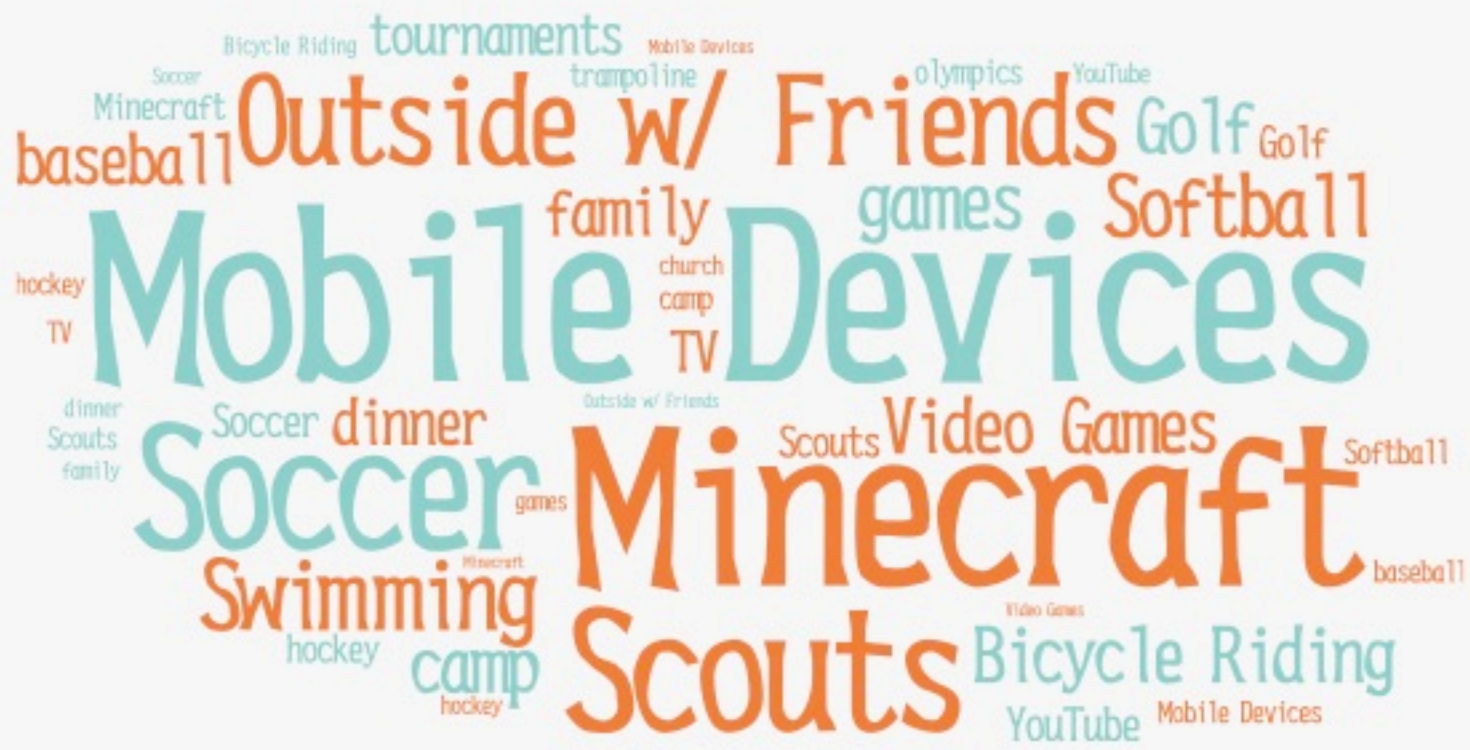 Bicycle Riding
tournaments
Mobile Devices
Soccer
trampoline
olympics
YouTube
Minecraft
Outside w/ Friends
Golf
Golf
baseball
family
games
Softball
Mobile Devices
church
hockey
camp
TV
TV
dinner
Outside w/ Friends
Soccer
dinner
Scouts
Video Games
Scouts
Softball
family
Soccer
games
Minecraft
Minecraft
baseball
Swimming
Video Games
hockey
camp
Scouts
Bicycle Riding
hockey
YouTube
Mobile Devices